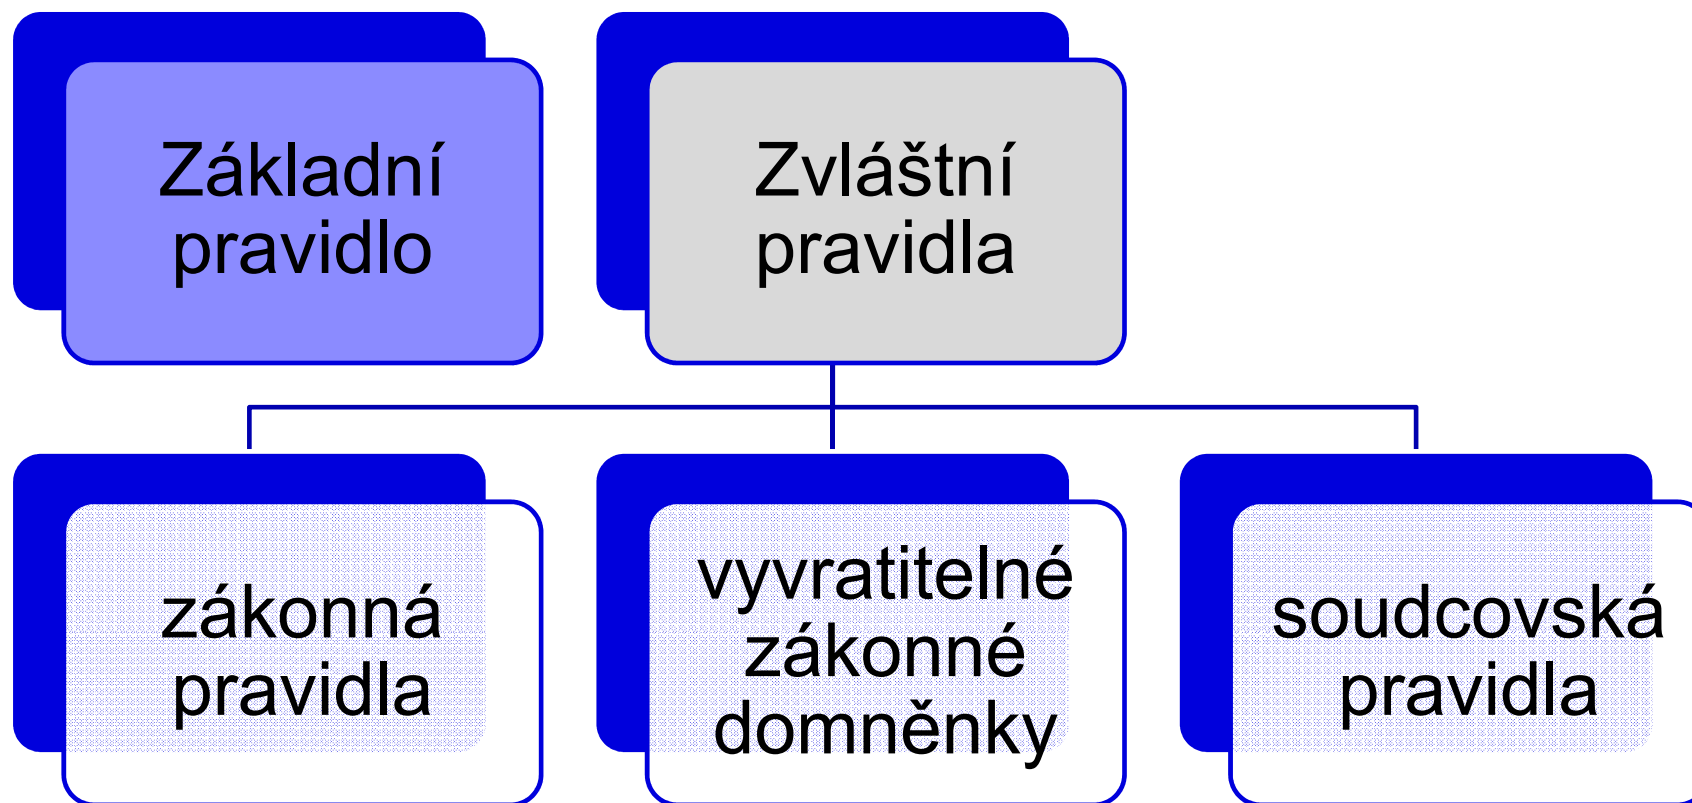 Základní
pravidlo
Zvláštní
pravidla
zákonná
pravidla
vyvratitelné
zákonné
domněnky
soudcovská
pravidla